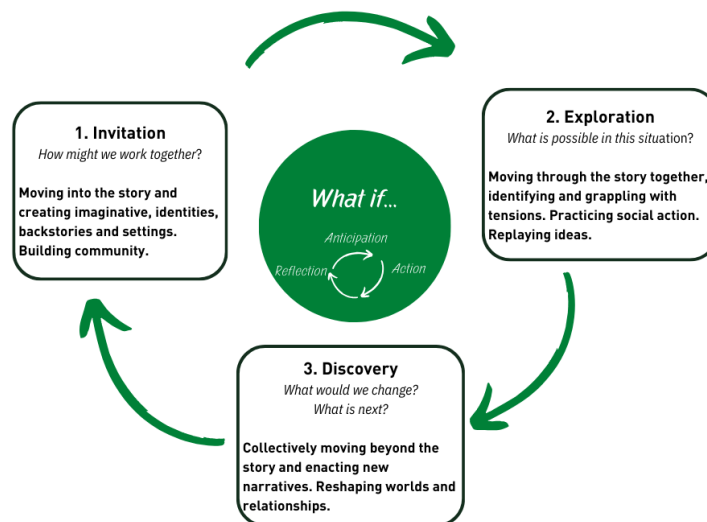 1. Invitation
How might we work together?
Moving into the story and
creating imaginative, identities,
backstories and settings.
Building community.
2. Exploration
What is possible in this situation?
Moving through the story together,
identifying and grappling with
tensions. Practicing social action.
Replaying ideas.
What if...
Anticipation
Reflection
Action
3. Discovery
What would we change?
What is next?
Collectively moving beyond the
story and enacting new
narratives. Reshaping worlds and
relationships.